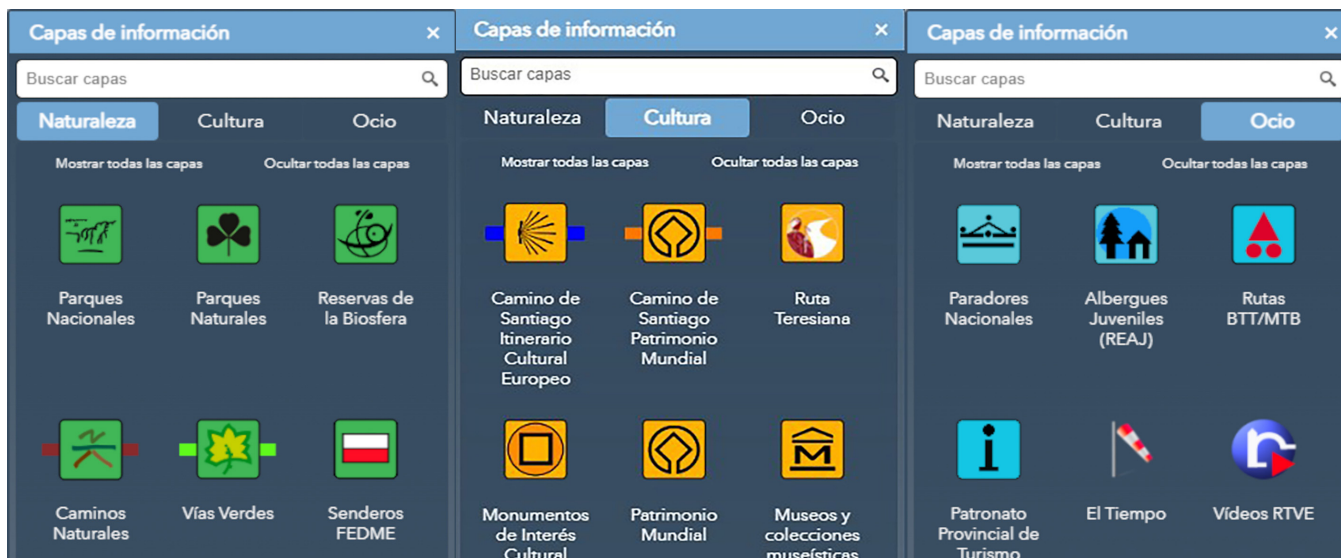 Capas de información
×
Buscar capas
Naturaleza Cultura Ocio
Mostrar todas las capas Ocultar todas las capas
Parques
Nacionales
Parques
Naturales
Reservas de
la Biosfera
Caminos
Naturales
Vías Verdes
Senderos
FEDME
Capas de información
×
Buscar capas
Naturaleza Cultura Ocio
Mostrar todas las capas Ocultar todas las capas
Camino de
Santiago
Itinerario
Cultural
Europeo
Camino de
Santiago
Patrimonio
Mundial
Ruta
Teresiana
Monumentos
de Interés
Cultural
Patrimonio
Mundial
Museos y
colecciones
museísticas
Capas de información
×
Buscar capas
Naturaleza Cultura Ocio
Mostrar todas las capas Ocultar todas las capas
Paradores
Nacionales
Albergues
Juveniles
(REAJ)
Rutas
BTT/MTB
Patronato
Provincial de
Turismo
El Tiempo
Vídeos RTVE